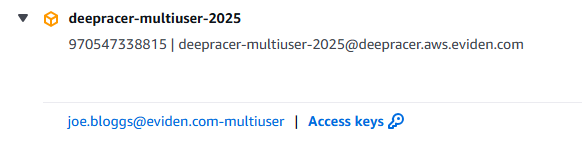 deepracer-multiuser-2025
970547338815 | deepracer-multiuser-2025@deepracer.aws.eviden.com
joe.bloggs@eviden.com-multiuser | Access keys